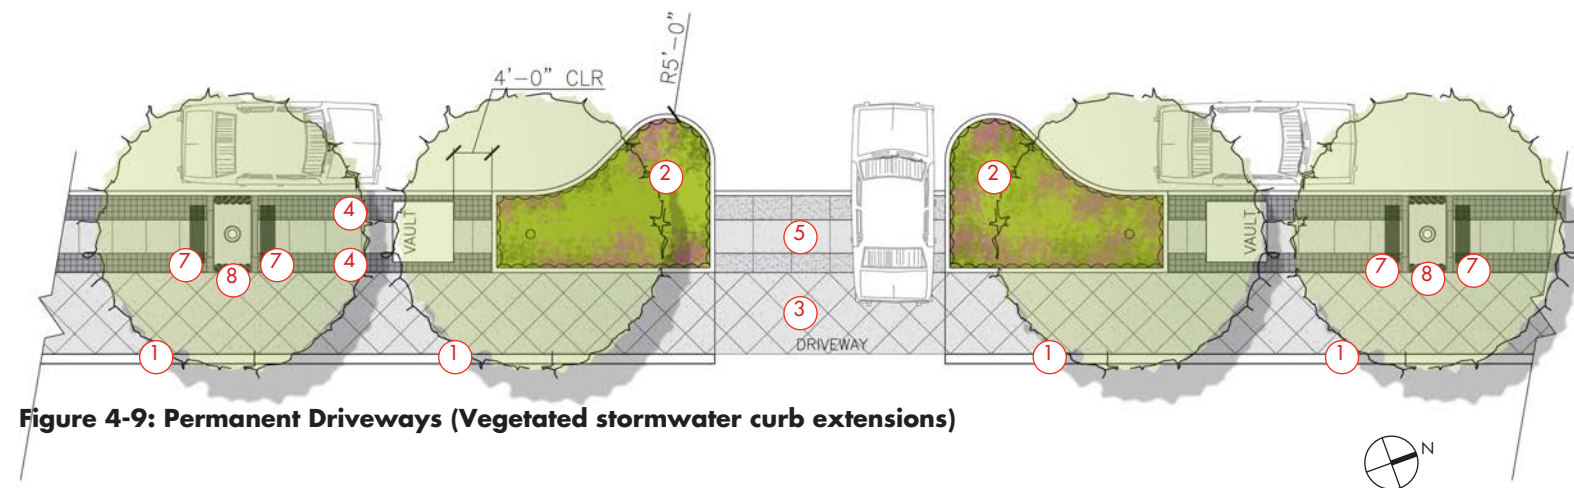 R5'-0"
4'-0" CLR
2
2
4
VAULT
5
VAULT
7
8
7
4
7
8
7
3
DRIVEWAY
1
1
1
1
Figure 4-9: Permanent Driveways (Vegetated stormwater curb extensions)
N